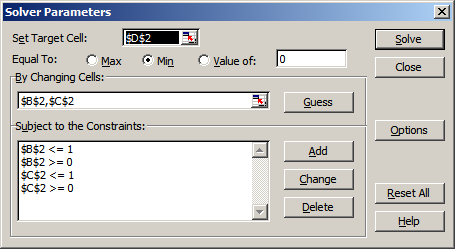 Solver Parameters
Set Target Cell: $D$2 Solve
Equal To: Max Min Value of: 0 Close
By Changing Cells:
$B$2,$C$2 Guess
Subject to the Constraints: Options
$B$2 <= 1 Add
$B$2 >= 0
$C$2 <= 1 Change
$C$2 >= 0 Reset All
Delete
Help